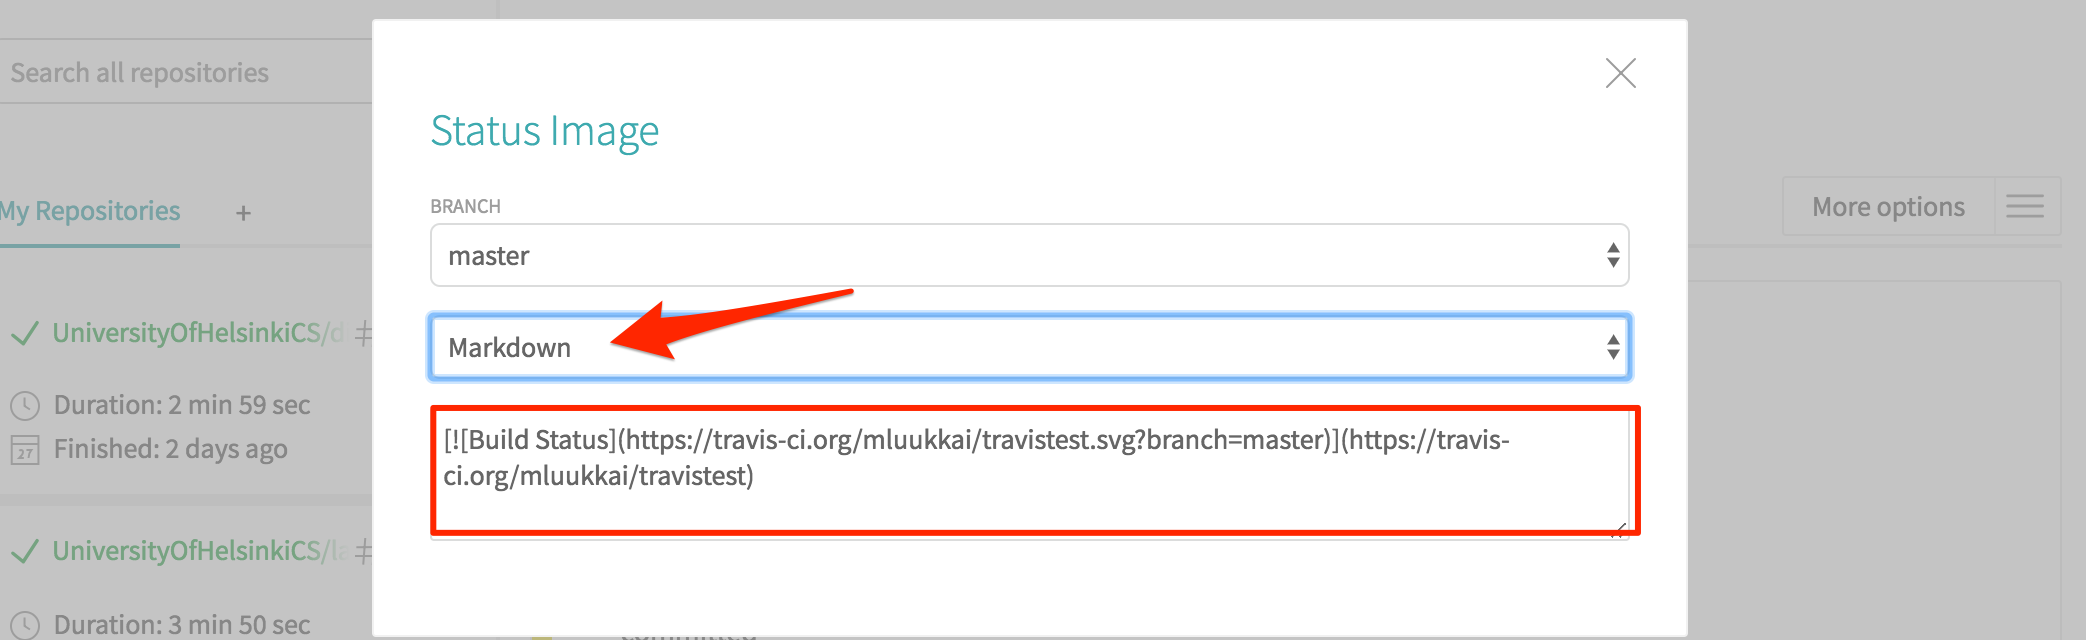 Search all repositories
Status Image
BRANCH
My Repositories +
More options
master
UniversityOfHelsinkiCS/d #
Markdown
Duration: 2 min 59 sec
[![Build Status](https://travis-ci.org/mluukkai/travistest.svg?branch=master)](https://travis-
27 Finished: 2 days ago
ci.org/mluukkai/travistest)
UniversityOfHelsinkiCS/la #
Duration: 3 min 50 sec
committed